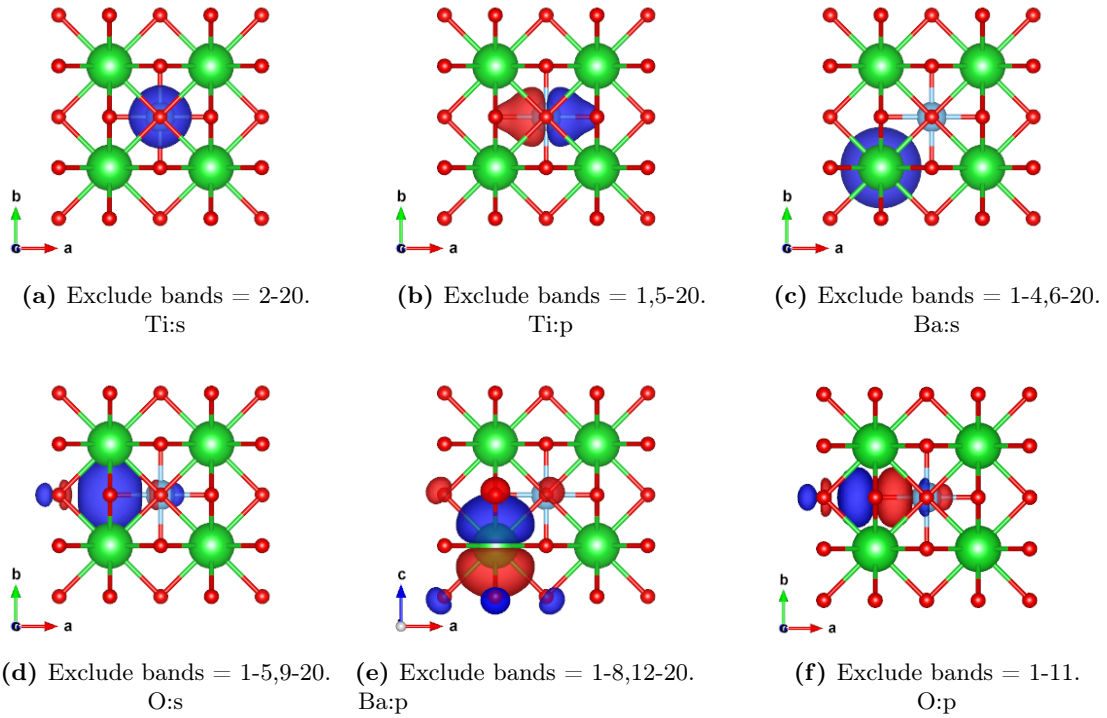 b
a
b
a
b
a
(a) Exclude bands = 2-20.
Ti:s
(b) Exclude bands = 1,5-20.
Ti:p
(c) Exclude bands = 1-4,6-20.
Ba:s
b
a
c
a
b
a
(d) Exclude bands = 1-5,9-20.
O:s
(e) Exclude bands = 1-8,12-20.
Ba:p
(f) Exclude bands = 1-11.
O:p